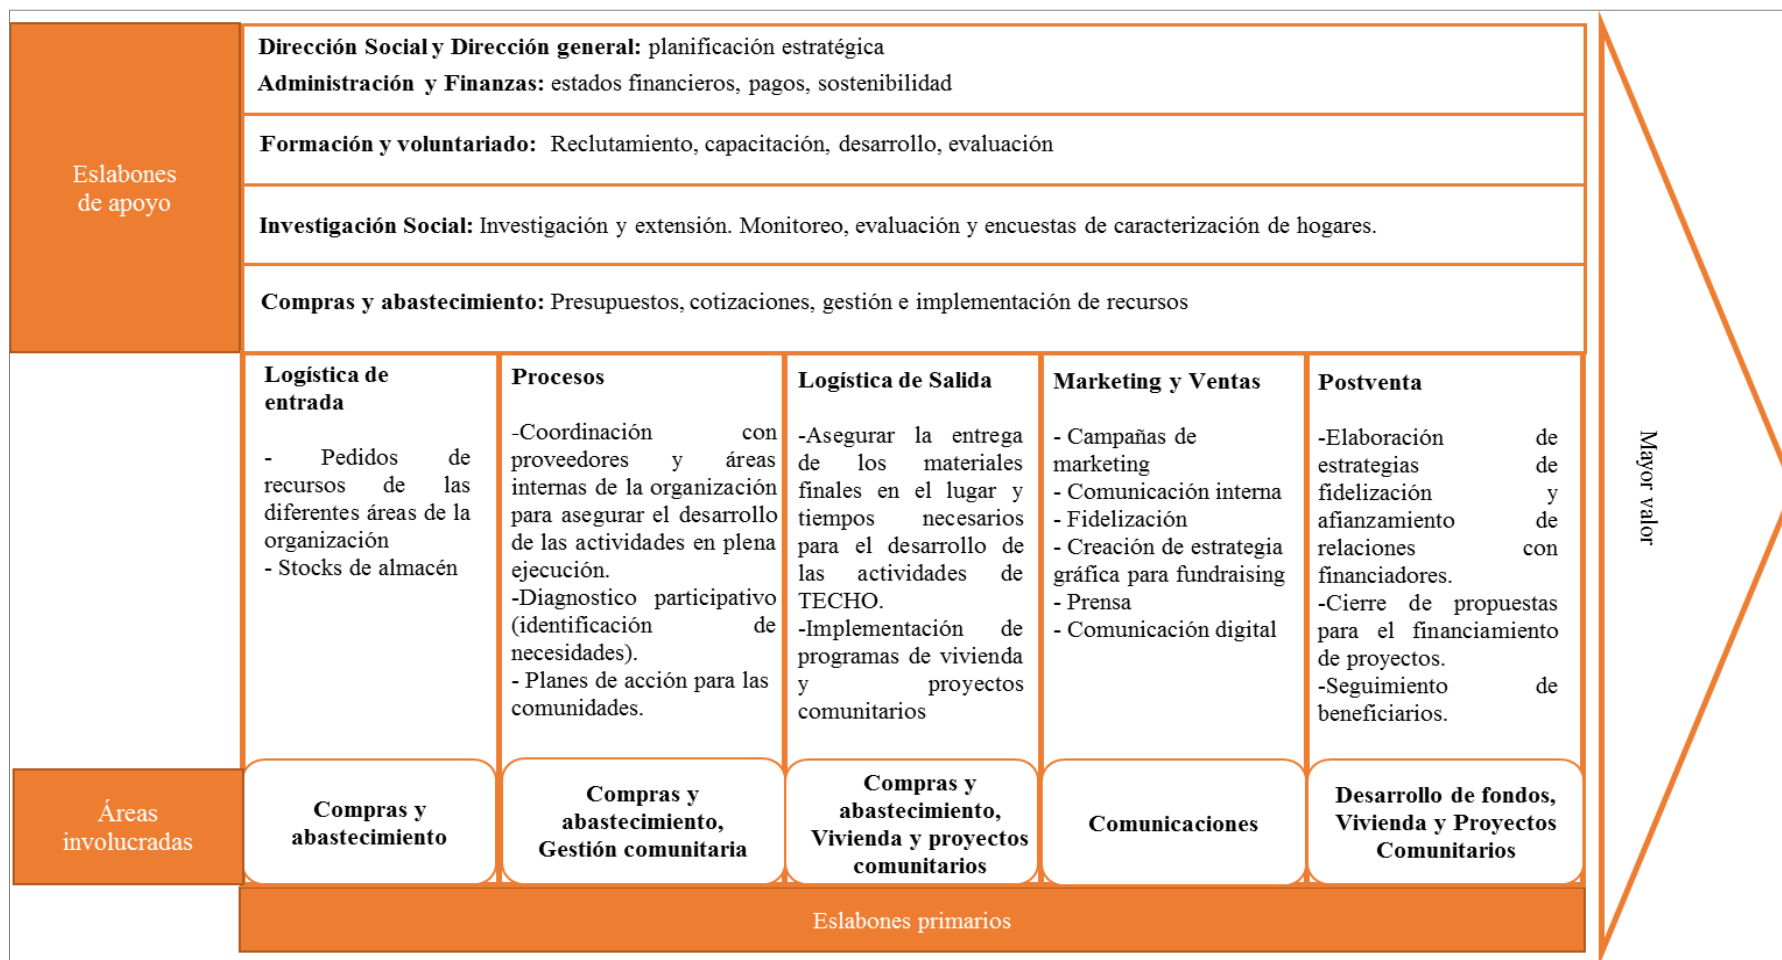 Eslabones
de apoyo
Dirección Social y Dirección general: planificación estratégica
Administración y Finanzas: estados financieros, pagos, sostenibilidad
Formación y voluntariado: Reclutamiento, capacitación, desarrollo, evaluación
Investigación Social: Investigación y extensión. Monitoreo, evaluación y encuestas de caracterización de hogares.
Compras y abastecimiento: Presupuestos, cotizaciones, gestión e implementación de recursos
Logística de
entrada
- Pedidos de
recursos de las
diferentes áreas de la
organización
- Stocks de almacén
Procesos
-Coordinación con
proveedores y áreas
internas de la organización
para asegurar el desarrollo
de las actividades en plena
ejecución.
-Diagnostico participativo
(identificación de
necesidades).
- Planes de acción para las
comunidades.
Logística de Salida
-Asegurar la entrega
de los materiales
finales en el lugar y
tiempos necesarios
para el desarrollo de
las actividades de
TECHO.
-Implementación de
programas de vivienda
y proyectos
comunitarios
Marketing y Ventas
- Campañas de
marketing
- Comunicación interna
- Fidelización
- Creación de estrategia
gráfica para fundraising
- Prensa
- Comunicación digital
Postventa
-Elaboración de
estrategias de
fidelización y
afianzamiento de
relaciones con
financiadores.
-Cierre de propuestas
para el financiamiento
de proyectos.
-Seguimiento de
beneficiarios.
Mayor valor
Áreas
involucradas
Compras y
abastecimiento
Compras y
abastecimiento,
Gestión comunitaria
Compras y
abastecimiento,
Vivienda y proyectos
comunitarios
Comunicaciones
Desarrollo de fondos,
Vivienda y Proyectos
Comunitarios
Eslabones primarios